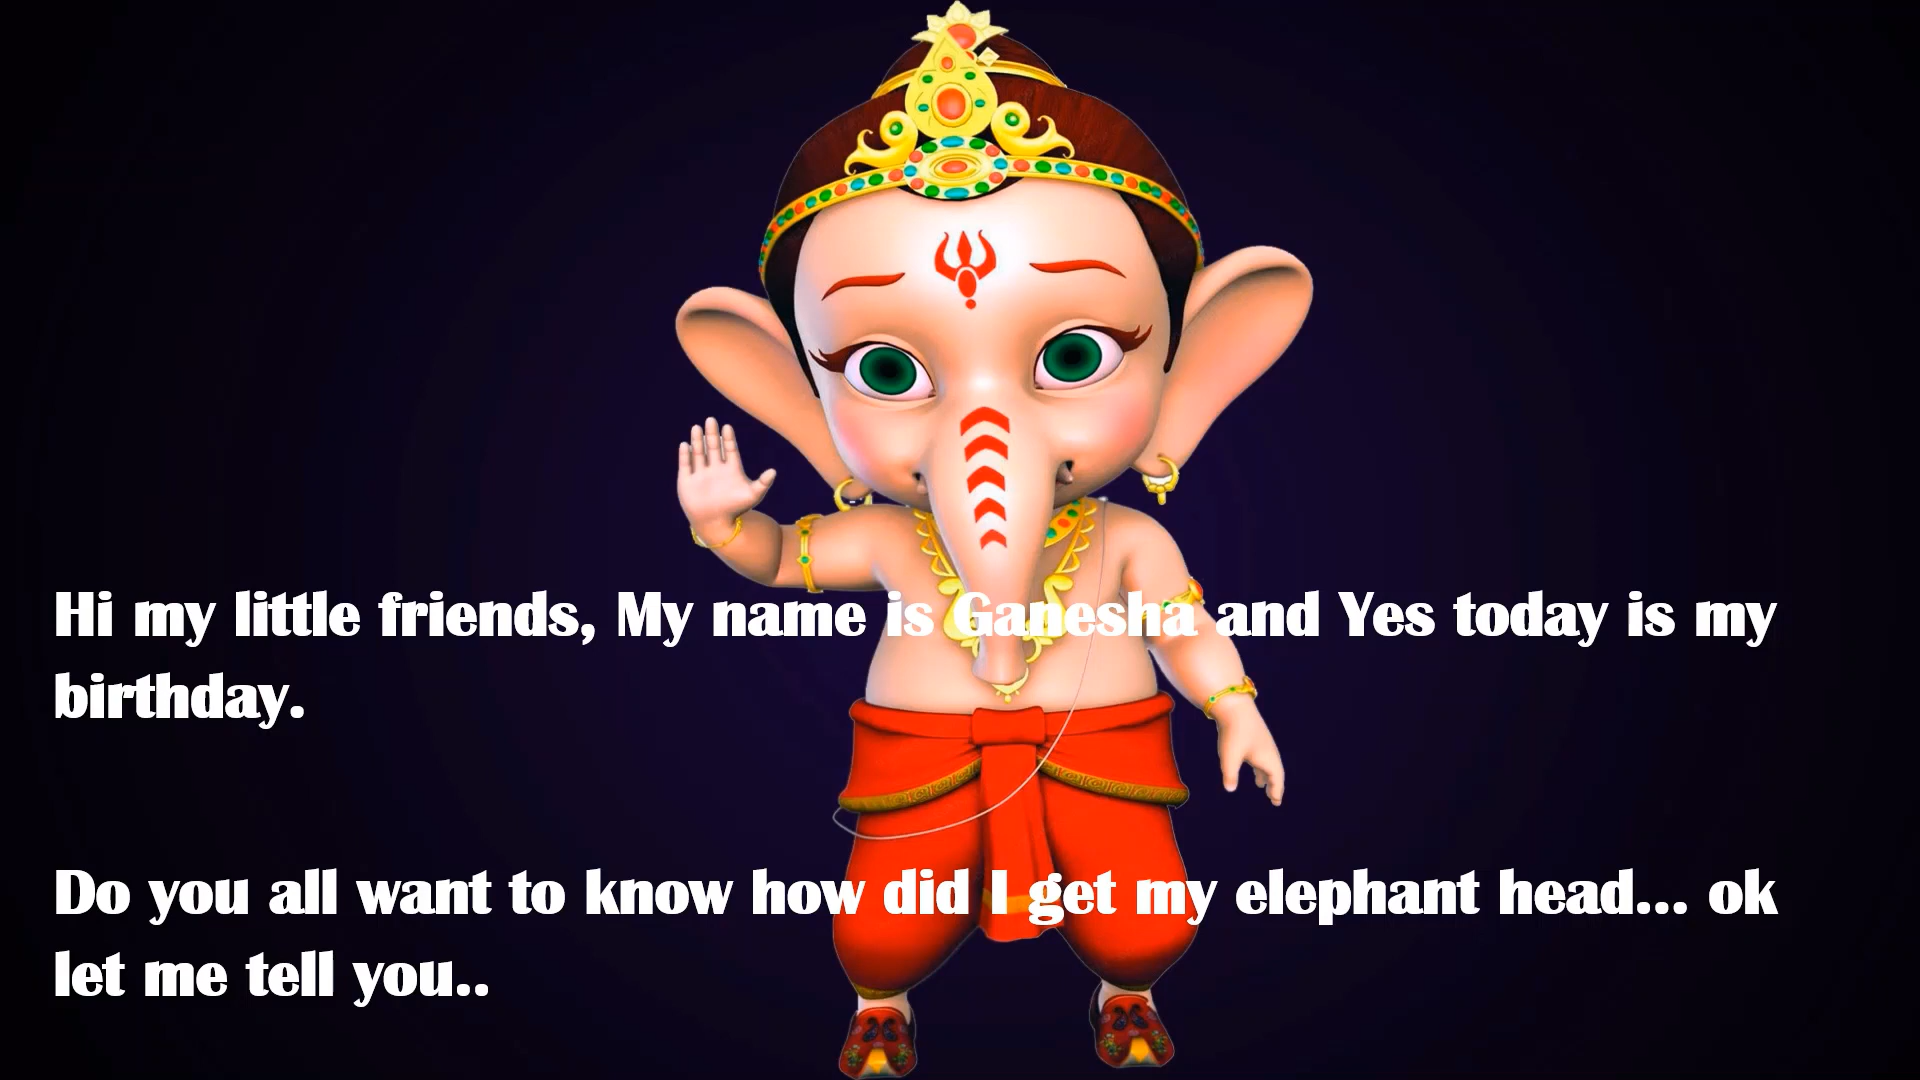 Hi my little friends, My name is Ganesha and Yes today is my
birthday.
Do you all want to know how did I get my elephant head... ok
let me tell you..